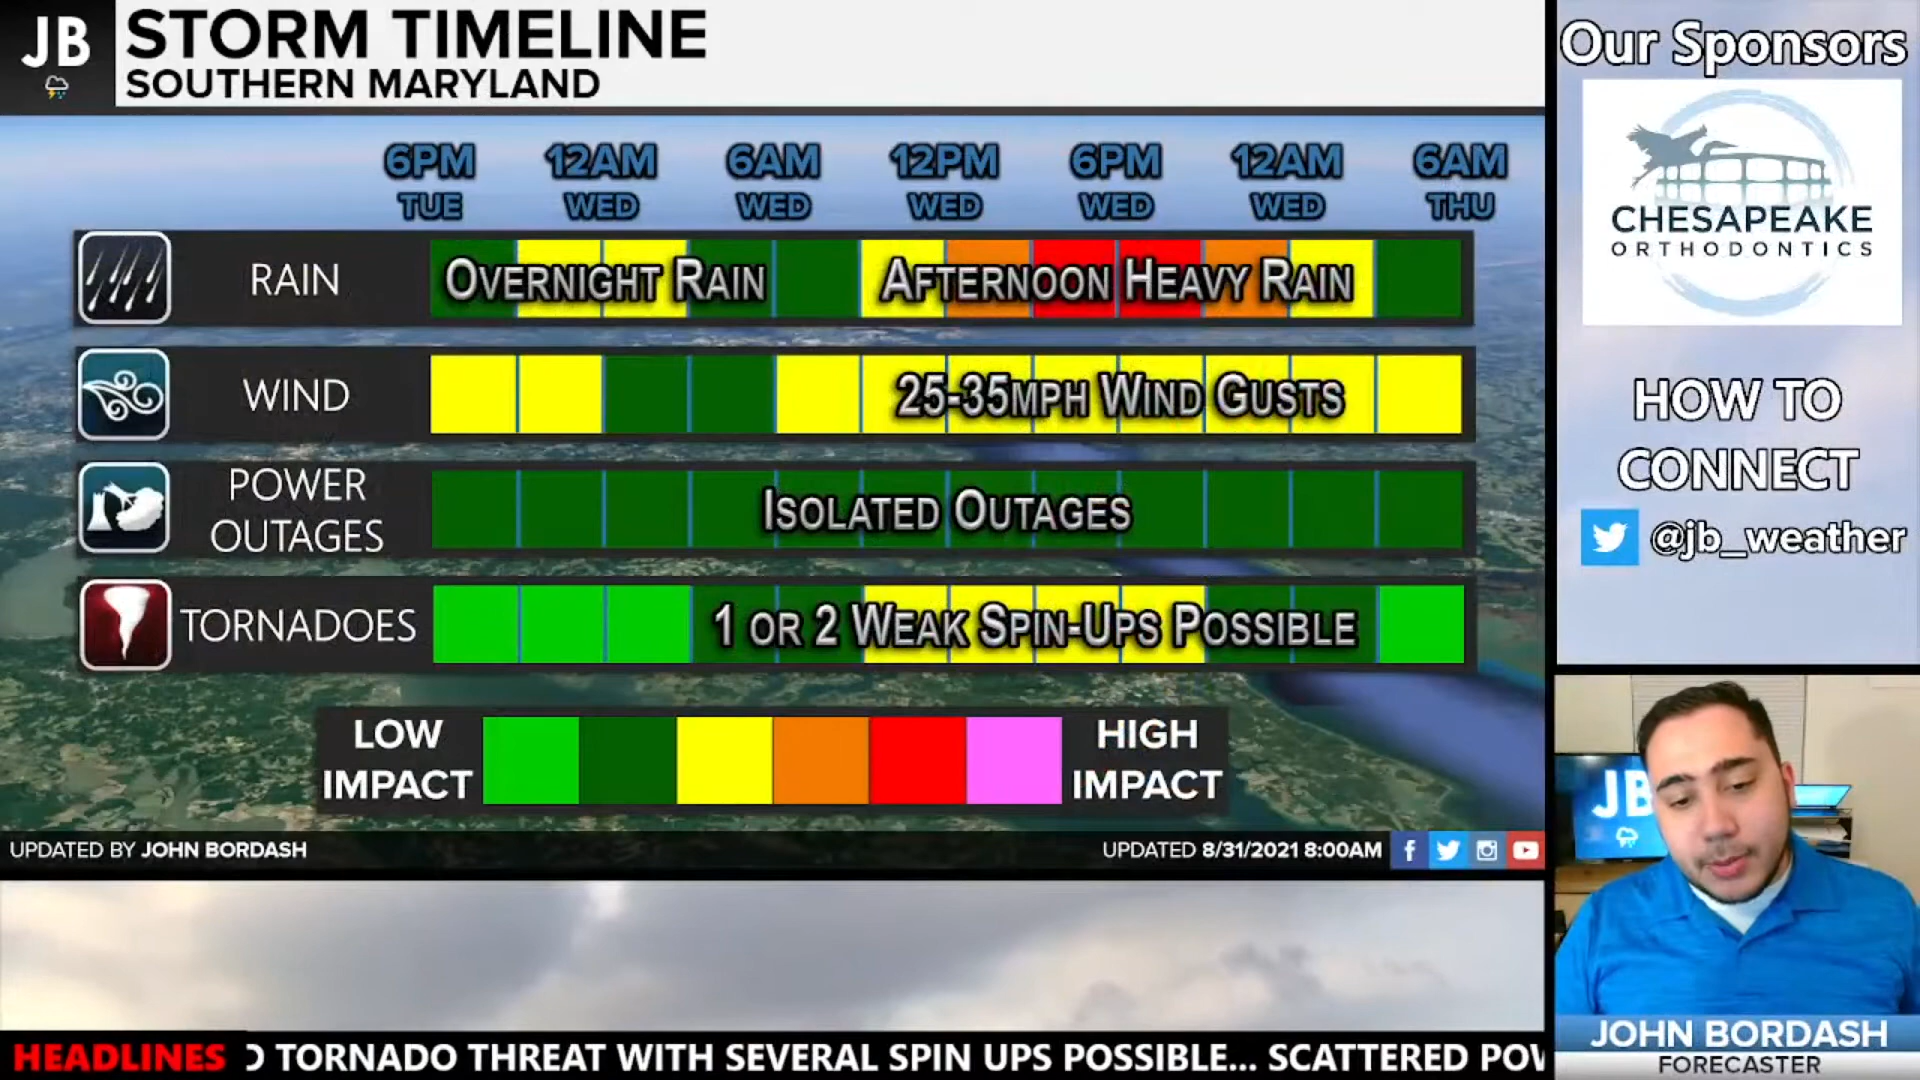 JB
STORM TIMELINE
SOUTHERN MARYLAND
6PM 12AM 6AM 12PM 6PM 12AM 6AM
TUE WED WED WED WED WED THU
RAIN
OVERNIGHT RAIN
AFTERNOON HEAVY RAIN
WIND
25-35MPH WIND GUSTS
POWER
OUTAGES
ISOLATED OUTAGES
TORNADOES
1 OR 2 WEAK SPIN-UPS POSSIBLE
LOW
IMPACT
HIGH
IMPACT
UPDATED BY JOHN BORDASH
UPDATED 8/31/2021 8:00AM
HEADLINES
TORNADO THREAT WITH SEVERAL SPIN UPS POSSIBLE... SCATTERED
Our Sponsors
CHESAPEAKE
ORTHODONTICS
HOW TO
CONNECT
@jb_weather
JB
JOHN BORDASH
FORECASTER